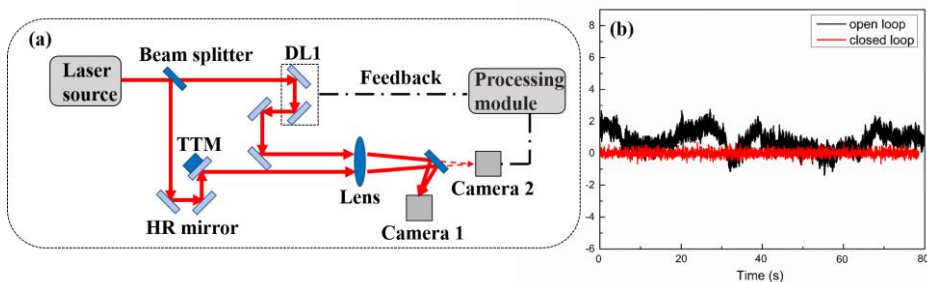 (a)
Beam splitter
DL1
Laser
source
Feedback
Processing
module
TTM
Lens
Camera 2
HR mirror
Camera 1
(b)
open loop
closed loop
8
6
4
2
0
-2
-4
-6
0
20
40
60
80
Time (s)